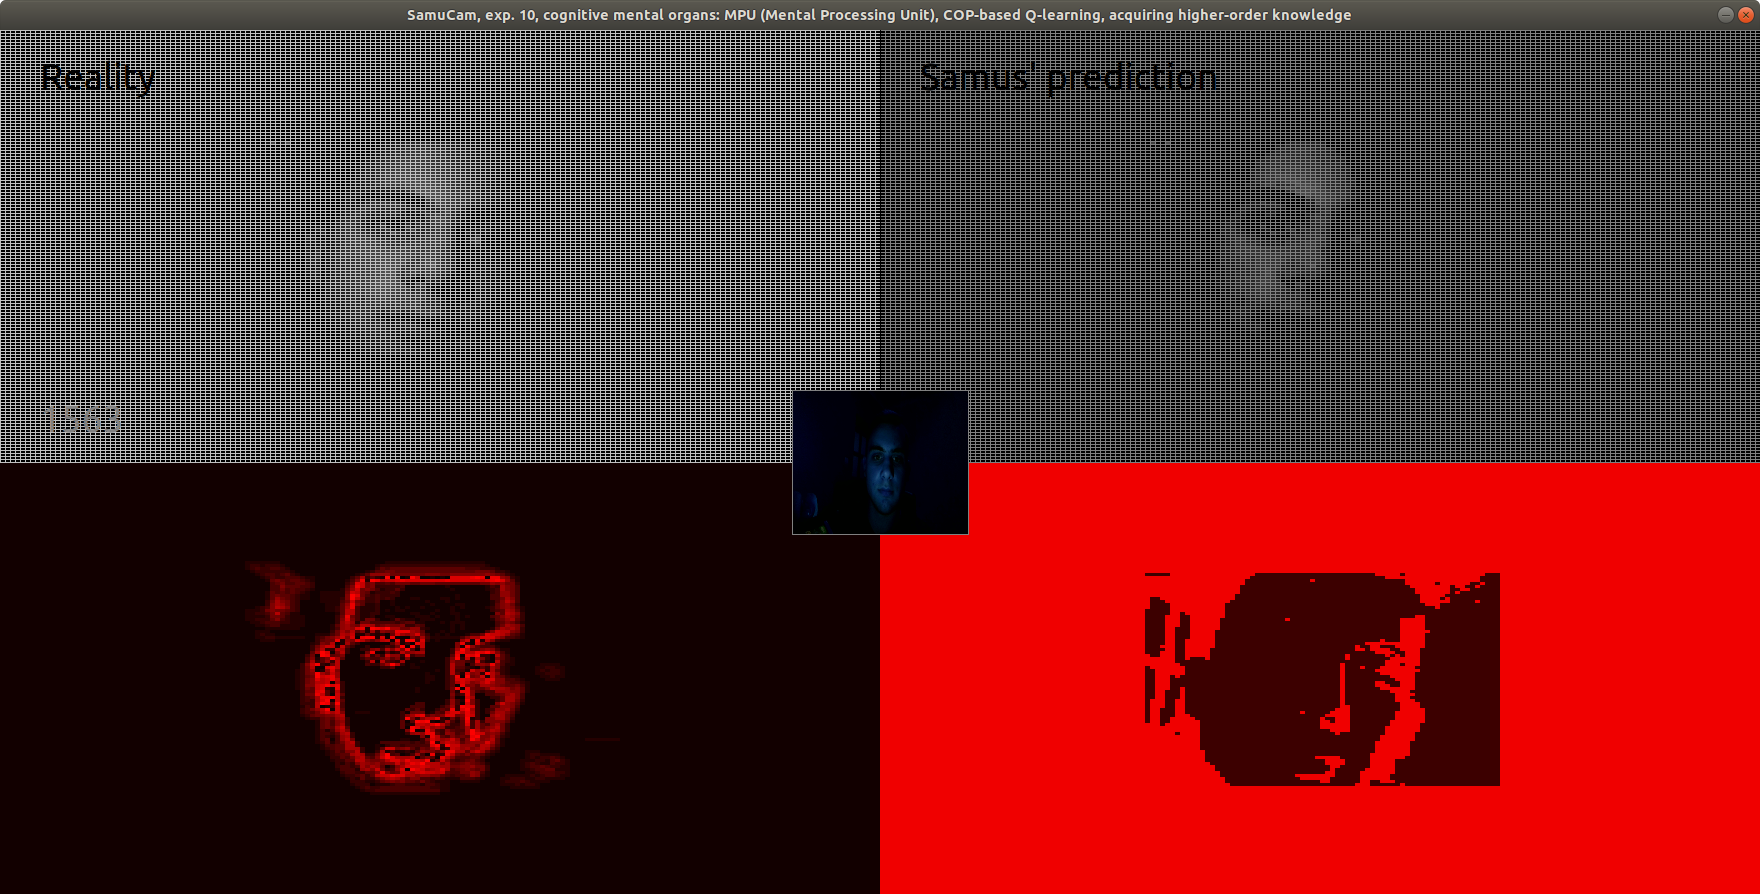 SamuCam, exp. 10, cognitive mental organs: MPU (Mental Processing Unit), COP-based Q-learning, acquiring higher-order knowledge
Reality
Samus' prediction
1563